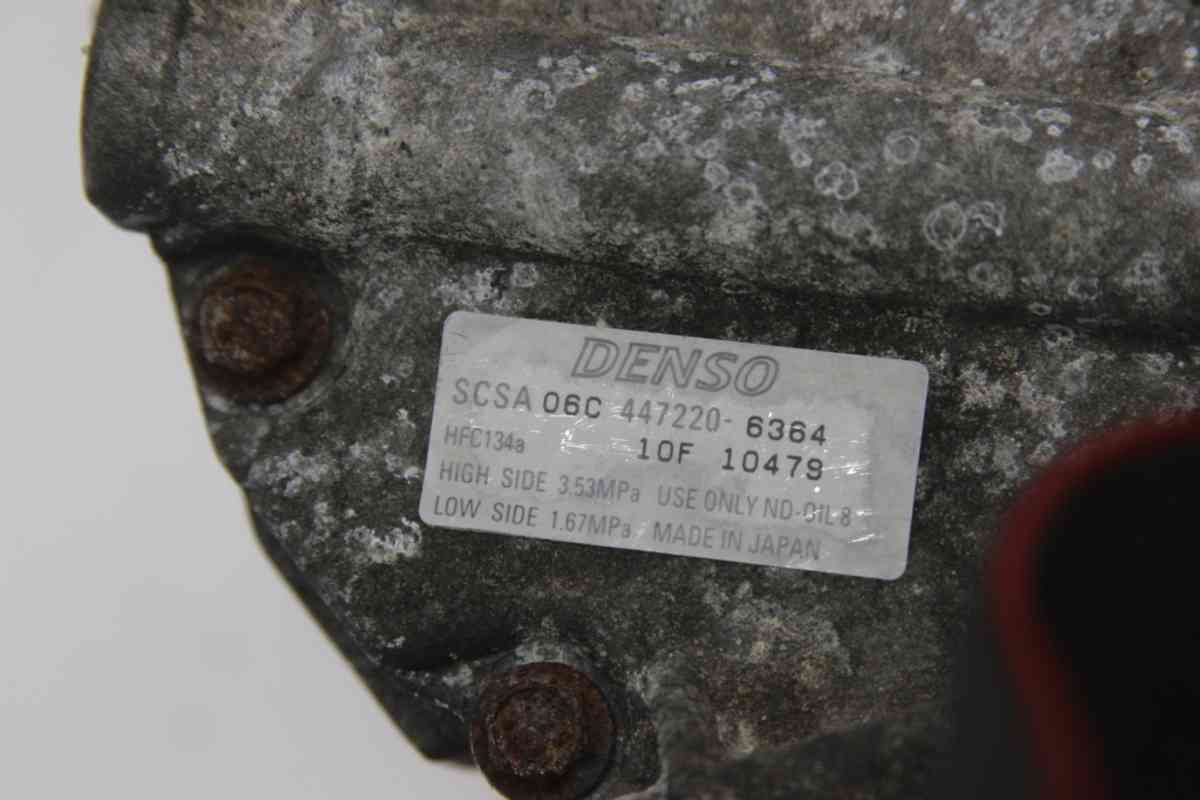 DENSO
SCSA 06C 447220- 6364
HFC134a 10F 10479
HIGH SIDE 3.53MPa USE ONLY ND-OIL 8
LOW SIDE 1.67MPa MADE IN JAPAN